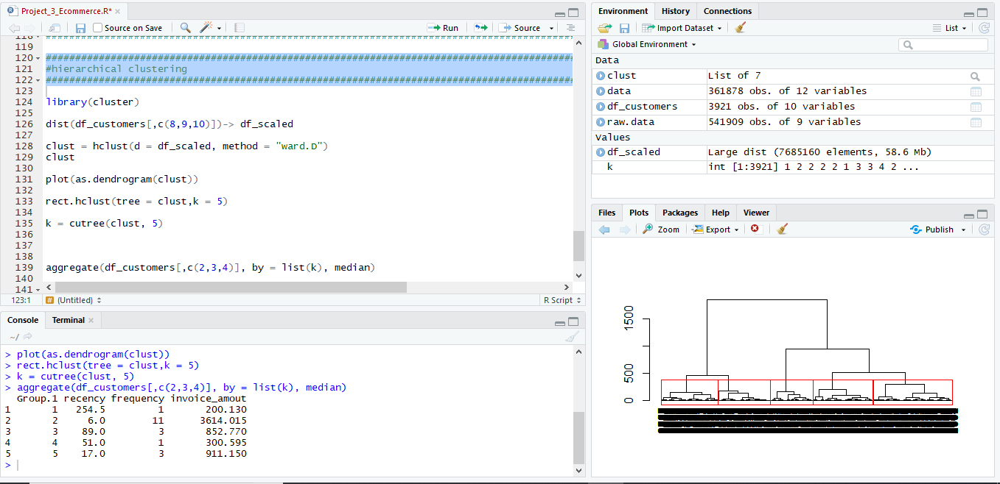 Project_3_Ecommerce.R*
Source on Save
Run
Source
118
119
120 ##########################################################################################
121 #hierarchical clustering
122 ##########################################################################################
123
124 library(cluster)
125
126 dist(df_customers[,c(8,9,10)])-> df_scaled
127
128 clust = hclust(d = df_scaled, method = "ward.D")
129 clust
130
131 plot(as.dendrogram(clust))
132
133 rect.hclust(tree = clust,k = 5)
134
135 k = cutree(clust, 5)
136
137
138
139 aggregate(df_customers[,c(2,3,4)], by = list(k), median)
140
141
123:1 # (Untitled) R Script
Console Terminal
~/
> plot(as.dendrogram(clust))
> rect.hclust(tree = clust,k = 5)
> k = cutree(clust, 5)
> aggregate(df_customers[,c(2,3,4)], by = list(k), median)
Group.1 recency frequency invoice_amout
1 1 254.5 1 200.130
2 2 6.0 11 3614.015
3 3 89.0 3 852.770
4 4 51.0 1 300.595
5 5 17.0 3 911.150
>
Environment History Connections
Import Dataset List
Global Environment
Data
clust List of 7
data 361878 obs. of 12 variables
df_customers 3921 obs. of 10 variables
raw.data 541909 obs. of 9 variables
Values
df_scaled Large dist (7685160 elements, 58.6 Mb)
k int [1:3921] 1 2 2 2 2 1 3 3 4 2 ...
Files Plots Packages Help Viewer
Zoom Export Publish
1500
500
0